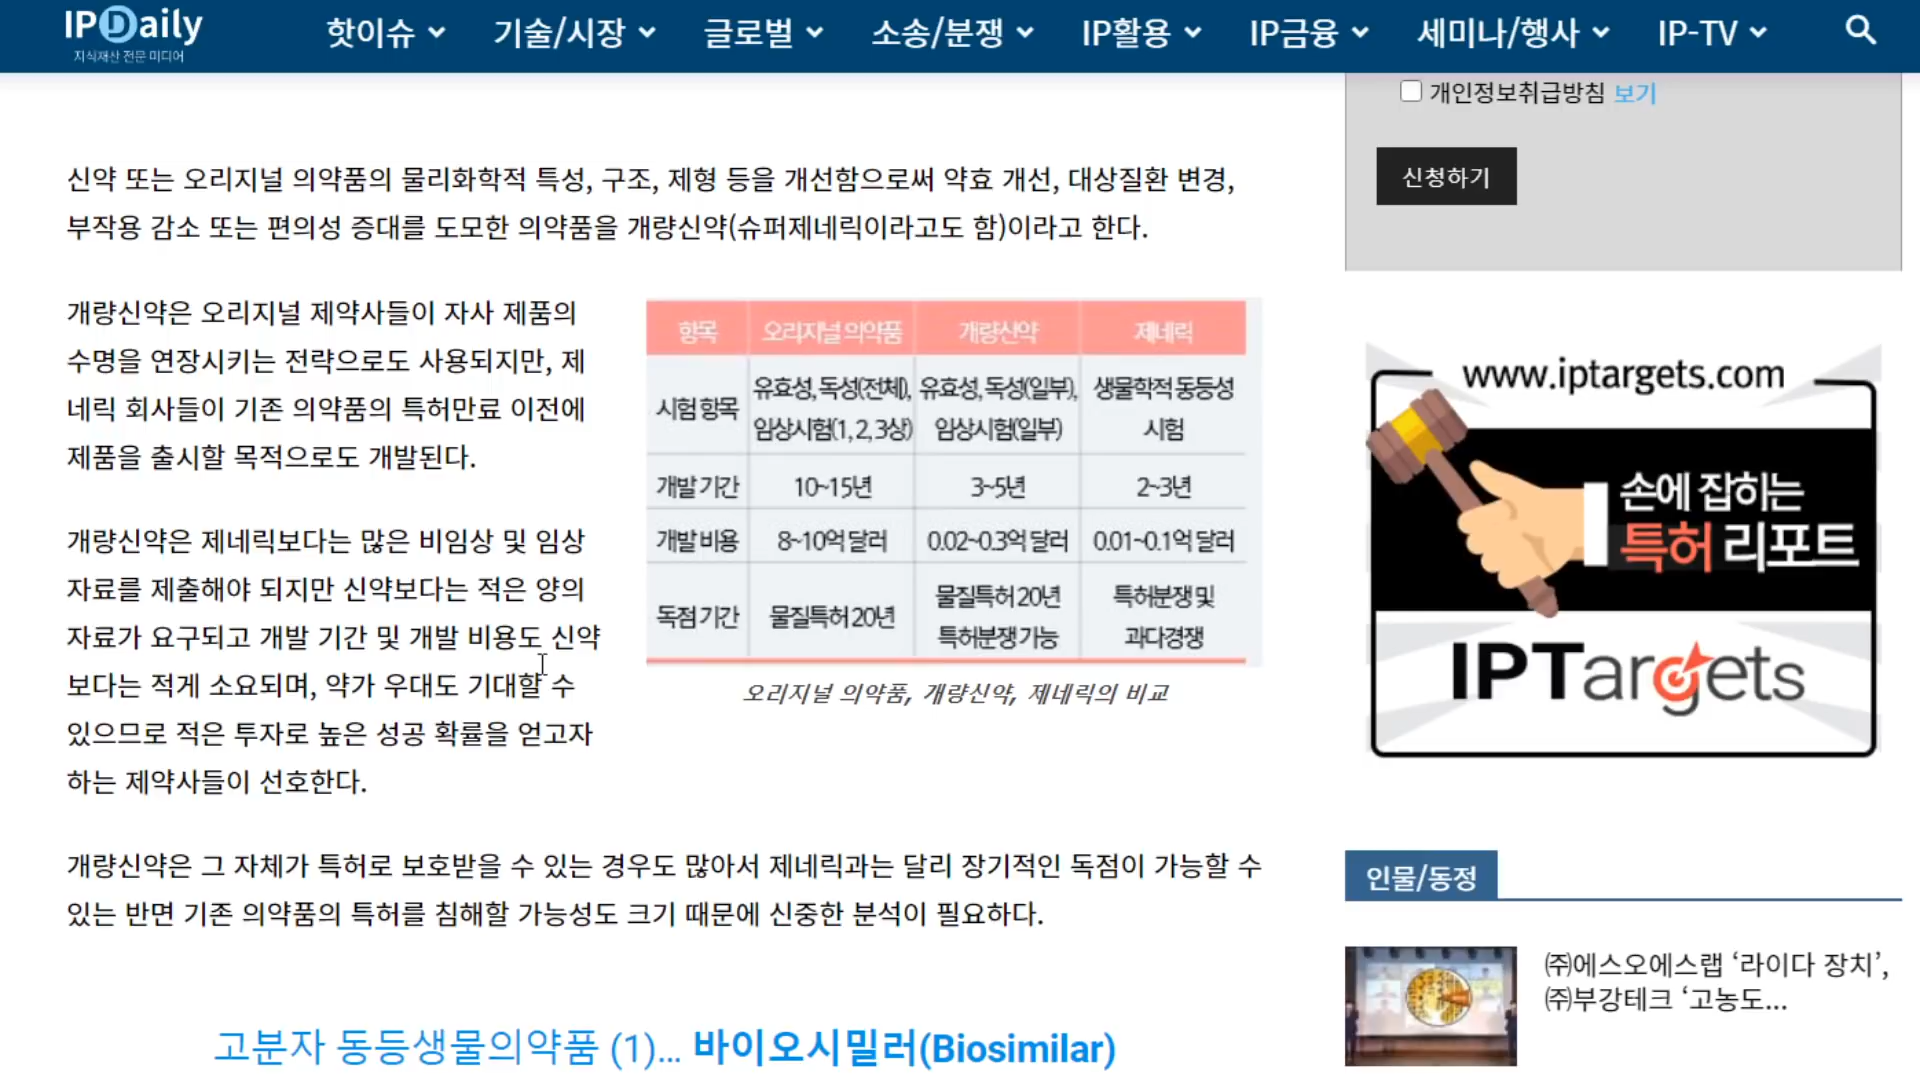 IPDaily
지식재산 전문 미디어
핫이슈 기술/시장 글로벌 소송/분쟁 IP활용 IP금융 세미나/행사 IP-TV
개인정보취급방침 보기
신청하기
신약 또는 오리지널 의약품의 물리화학적 특성, 구조, 제형 등을 개선함으로써 약효 개선, 대상질환 변경,
부작용 감소 또는 편의성 증대를 도모한 의약품을 개량신약(슈퍼제네릭이라고도 함)이라고 한다.
개량신약은 오리지널 제약사들이 자사 제품의
수명을 연장시키는 전략으로도 사용되지만, 제
네릭 회사들이 기존 의약품의 특허만료 이전에
제품을 출시할 목적으로도 개발된다.
개량신약은 제네릭보다는 많은 비임상 및 임상
자료를 제출해야 되지만 신약보다는 적은 양의
자료가 요구되고 개발 기간 및 개발 비용도 신약
보다는 적게 소요되며, 약가 우대도 기대할 수
있으므로 적은 투자로 높은 성공 확률을 얻고자
하는 제약사들이 선호한다.
항목 오리지널 의약품 개량신약 제네릭
시험 항목 유효성, 독성(전체), 임상시험(1, 2, 3상) 유효성, 독성(일부), 임상시험(일부) 생물학적 동등성 시험
개발 기간 10~15년 3~5년 2~3년
개발 비용 8~10억 달러 0.02~0.3억 달러 0.01~0.1억 달러
독점 기간 물질특허 20년 물질특허 20년 특허분쟁 가능 특허분쟁 및 과다경쟁
오리지널 의약품, 개량신약, 제네릭의 비교
개량신약은 그 자체가 특허로 보호받을 수 있는 경우도 많아서 제네릭과는 달리 장기적인 독점이 가능할 수
있는 반면 기존 의약품의 특허를 침해할 가능성도 크기 때문에 신중한 분석이 필요하다.
고분자 동등생물의약품 (1)... 바이오시밀러(Biosimilar)
www.iptargets.com
손에 잡히는
특허 리포트
IPTargets
인물/동정
㈜에스오에스랩 ‘라이다 장치’,
㈜부강테크 ‘고농도...